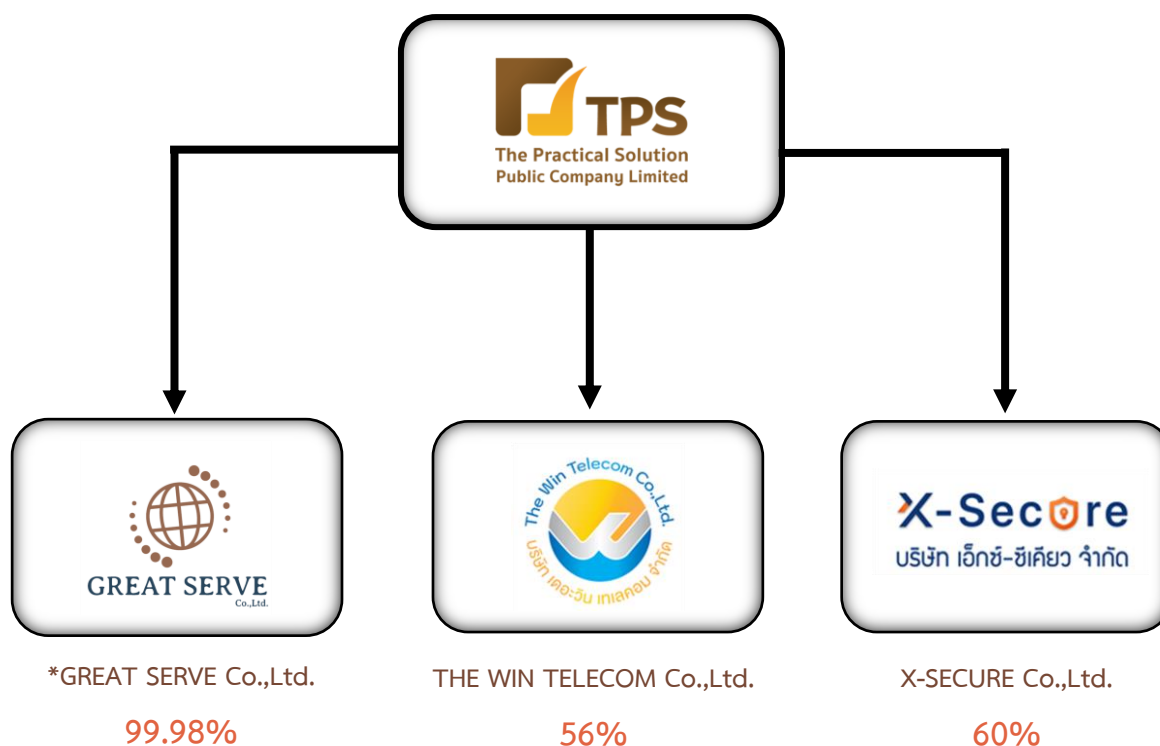 TPS
The Practical Solution
Public Company Limited
GREAT SERVE
Co.,Ltd.
The Win Telecom Co.,Ltd.
บริษัท เดอะวิน เทเลคอม จำกัด
X-Secure
บริษัท เอ็กซ์-ซีเคียว จำกัด
*GREAT SERVE Co.,Ltd.
THE WIN TELECOM Co.,Ltd.
X-SECURE Co.,Ltd.
99.98%
56%
60%